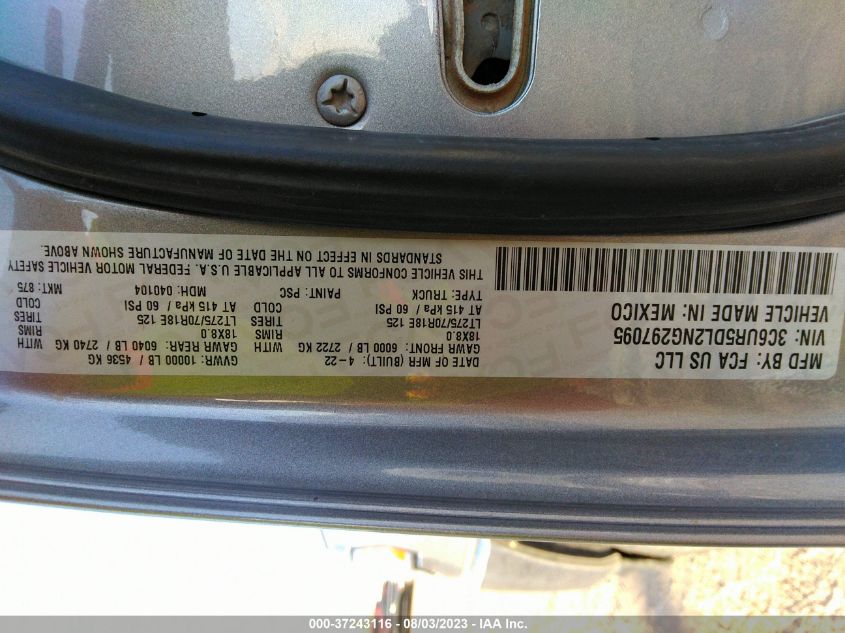 MFD BY: FCA US LLC
VIN: 3C6UR5DL2NG297095
VEHICLE MADE IN: MEXICO
DATE OF MFR (BUILT): 4-22
GVWR: 10000 LB / 4536 KG
GAWR FRONT: 6000 LB / 2722 KG WITH
18X8.0 RIMS
LT275/70R18E 125 TIRES
AT 415 kPa / 60 PSI COLD
GAWR REAR: 6040 LB / 2740 KG WITH
18X8.0 RIMS
LT275/70R18E 125 TIRES
AT 415 kPa / 60 PSI COLD
TYPE: TRUCK PAINT: PSC MDH: 040104 MKT: 875
THIS VEHICLE CONFORMS TO ALL APPLICABLE U.S.A. FEDERAL MOTOR VEHICLE SAFETY
STANDARDS IN EFFECT ON THE DATE OF MANUFACTURE SHOWN ABOVE.
000-37243116 - 08/03/2023 - IAA Inc.